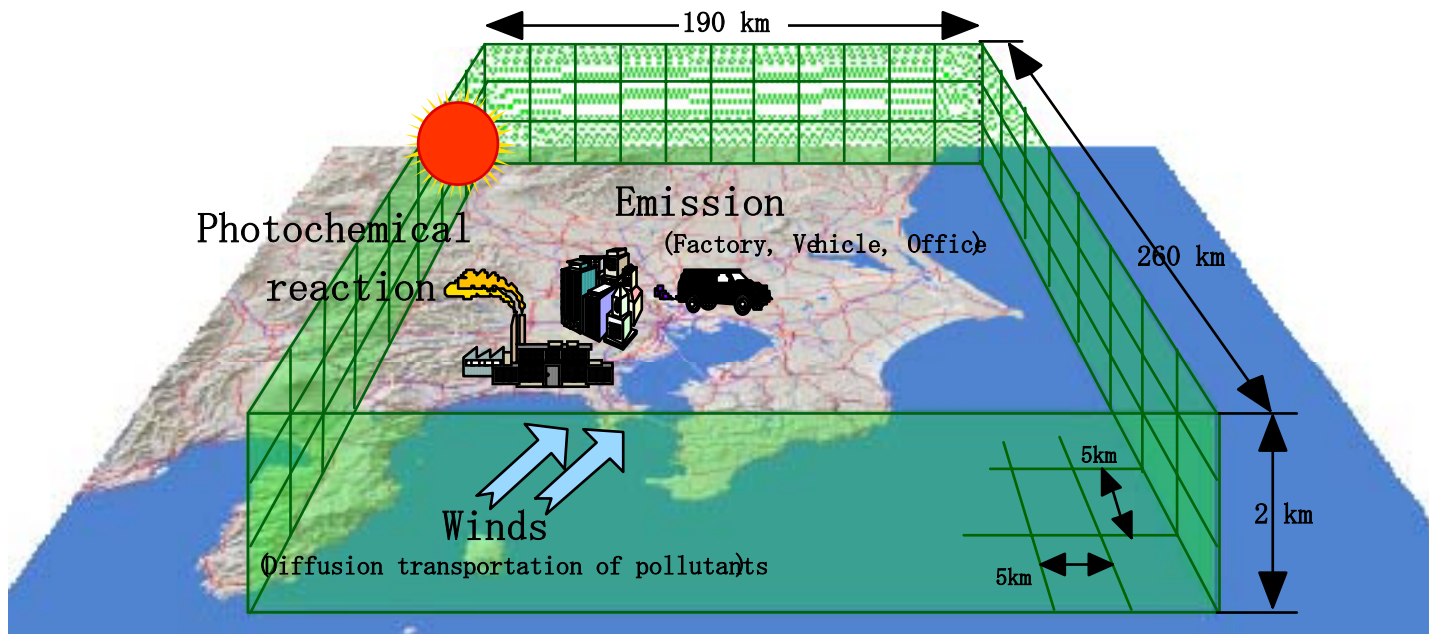 190 km
Emission
(Factory, Vehicle, Office)
Photochemical
reaction
260 km
5km
2 km
Winds
(Diffusion transportation of pollutants)
5km